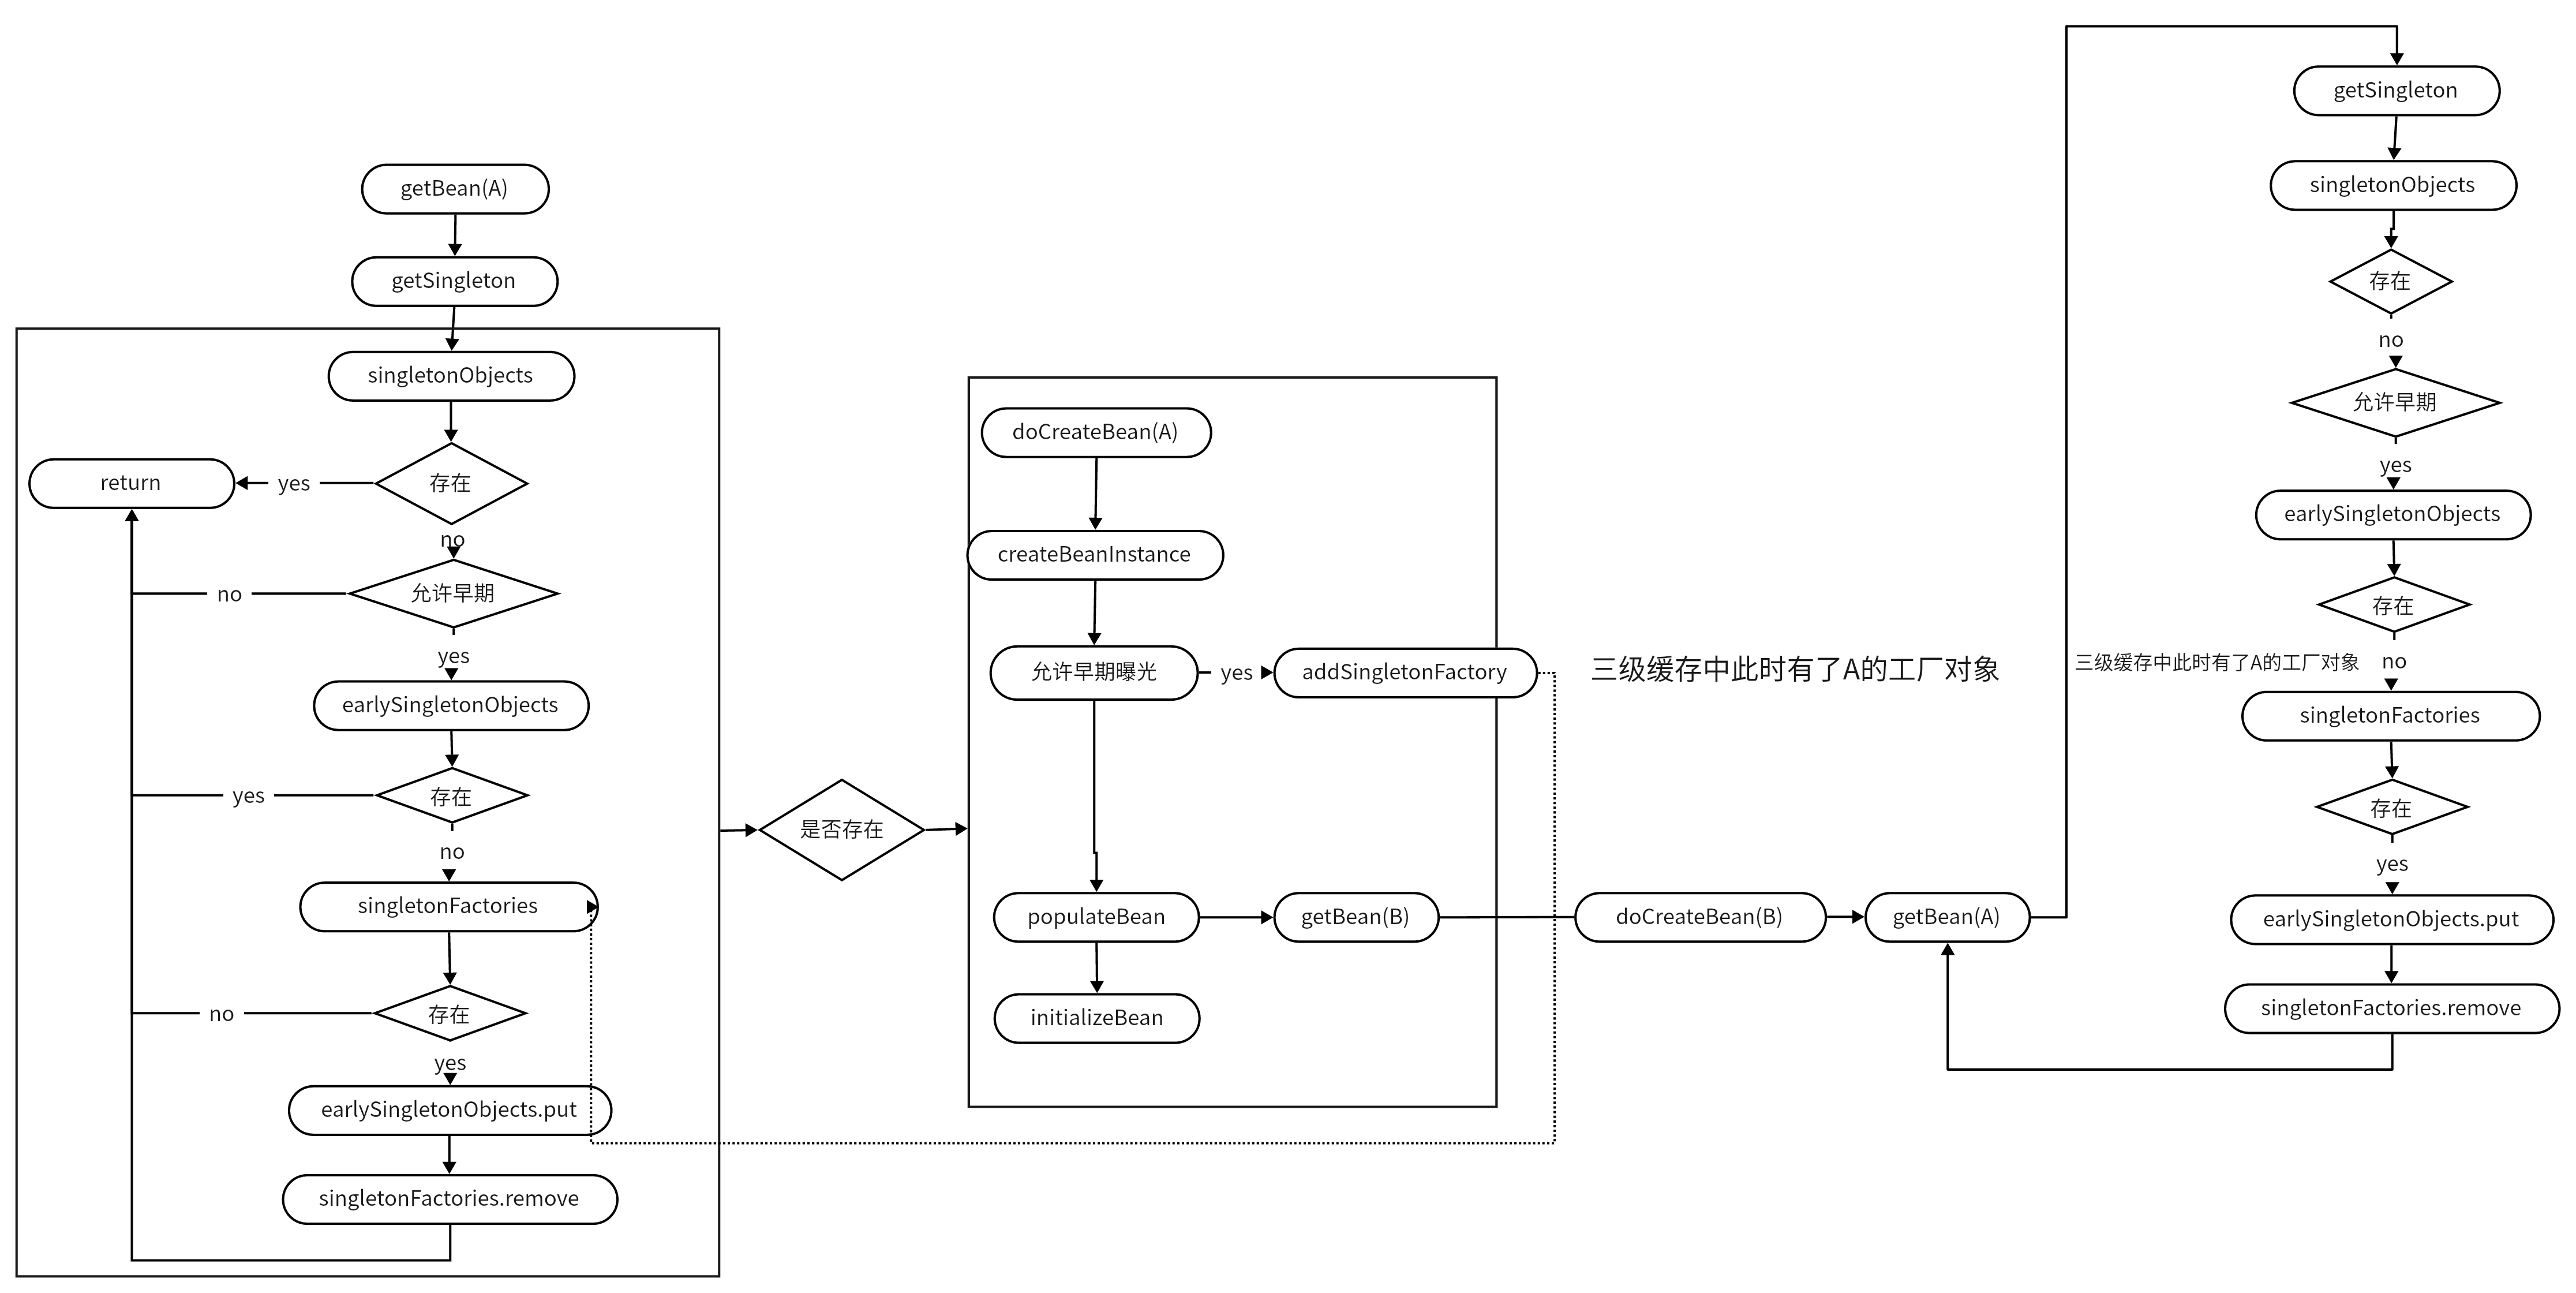 getBean(A)
getSingleton
singletonObjects
存在
yes
return
no
允许早期
no
yes
earlySingletonObjects
存在
yes
no
singletonFactories
存在
no
yes
earlySingletonObjects.put
singletonFactories.remove
是否存在
doCreateBean(A)
createBeanInstance
允许早期曝光
yes
addSingletonFactory
三级缓存中此时有了A的工厂对象
populateBean
getBean(B)
initializeBean
doCreateBean(B)
getBean(A)
getSingleton
singletonObjects
存在
no
允许早期
yes
earlySingletonObjects
存在
三级缓存中此时有了A的工厂对象
no
singletonFactories
存在
yes
earlySingletonObjects.put
singletonFactories.remove